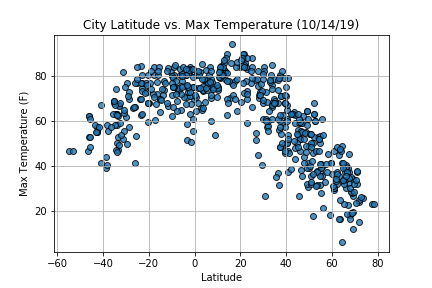 City Latitude vs. Max Temperature (10/14/19)
Max Temperature (F)
80
60
40
20
−60 −40 −20 0 20 40 60 80
Latitude